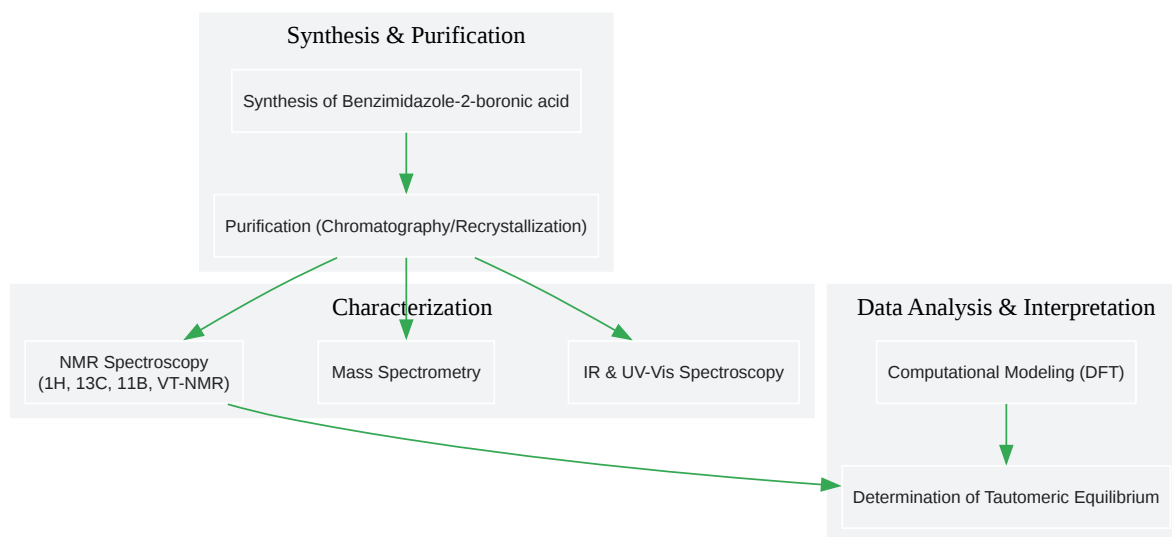 Synthesis & Purification
Synthesis of Benzimidazole-2-boronic acid
Purification (Chromatography/Recrystallization)
Characterization
NMR Spectroscopy
(1H, 13C, 11B, VT-NMR)
Mass Spectrometry
IR & UV-Vis Spectroscopy
Data Analysis & Interpretation
Computational Modeling (DFT)
Determination of Tautomeric Equilibrium